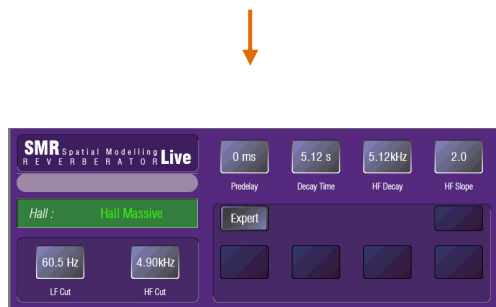 SMR Spatial Modelling
REVERBERATOR Live
0 ms 5.12 s 5.12kHz 2.0
Predelay Decay Time HF Decay HF Slope
Hall : Hall Massive
Expert
60.5 Hz 4.90kHz
LF Cut HF Cut